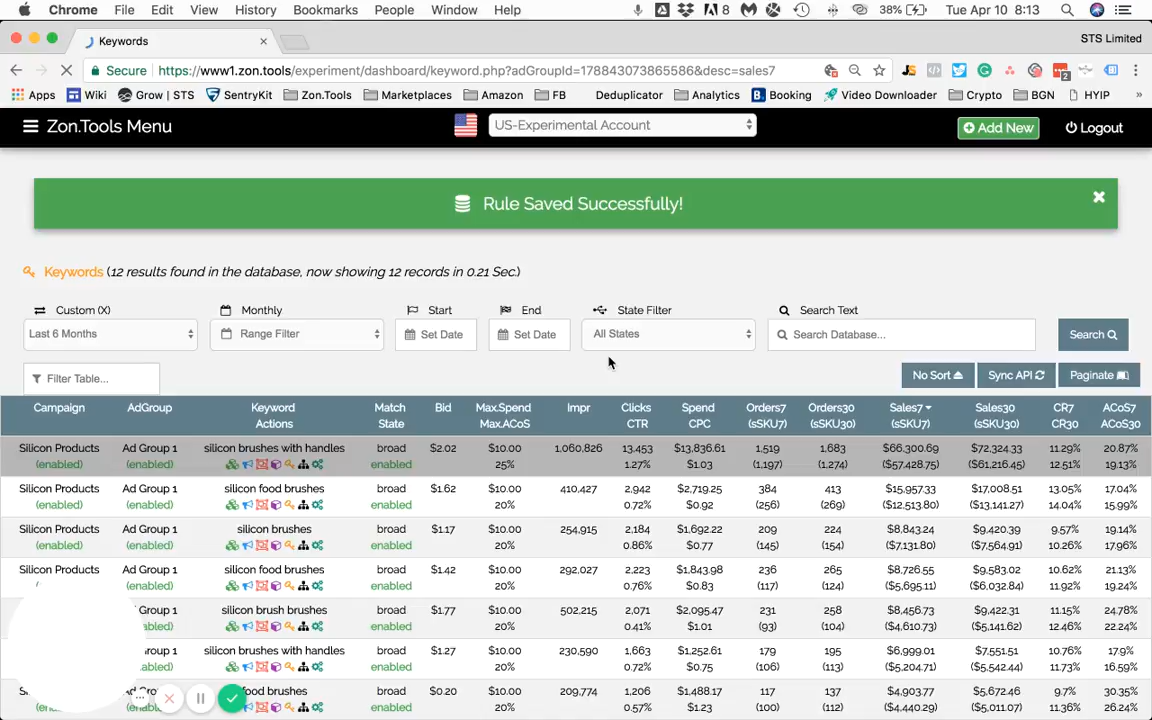 Chrome File Edit View History Bookmarks People Window Help 8 38% Tue Apr 10 8:13
Keywords STS Limited
Secure https://www1.zon.tools/experiment/dashboard/keyword.php?adGroupId=178843073865586&desc=sales7
Apps Wiki Grow | STS SentryKit Zon.Tools Marketplaces Amazon FB Deduplicator Analytics Booking Video Downloader Crypto BGN HYIP »
Zon.Tools Menu US-Experimental Account Add New Logout
Rule Saved Successfully!
Keywords (12 results found in the database, now showing 12 records in 0.21 Sec.)
Custom (X) Monthly Start End State Filter Search Text
Last 6 Months Range Filter Set Date Set Date All States Search Database... Search
Filter Table... No Sort Sync API Paginate
Campaign AdGroup Keyword Match Bid Max.Spend Impr Clicks Spend Orders7 Orders30 Sales7 Sales30 CR7 ACoS7
Actions State Max.ACoS CTR CPC (sSKU7) (sSKU30) (sSKU7) (sSKU30) CR30 ACoS30
Silicon Products Ad Group 1 silicon brushes with handles broad $2.02 $10.00 1,060,826 13,453 $13,836.61 1,519 1,683 $66,300.69 $72,324.33 11.29% 20.87%
(enabled) (enabled) enabled 25% 1.27% $1.03 (1,197) (1,274) ($57,428.75) ($61,216.45) 12.51% 19.13%
Silicon Products Ad Group 1 silicon food brushes broad $1.62 $10.00 410,427 2,942 $2,719.25 384 413 $15,957.33 $17,008.51 13.05% 17.04%
(enabled) (enabled) enabled 20% 0.72% $0.92 (256) (269) ($12,513.80) ($13,141.27) 14.04% 15.99%
Silicon Products Ad Group 1 silicon brushes broad $1.17 $10.00 254,915 2,184 $1,692.22 209 224 $8,843.24 $9,420.39 9.57% 19.14%
(enabled) (enabled) enabled 20% 0.86% $0.77 (145) (154) ($7,131.80) ($7,564.91) 10.26% 17.96%
Silicon Products Ad Group 1 silicon food brushes broad $1.42 $10.00 292,027 2,223 $1,843.98 236 265 $8,726.55 $9,583.02 10.62% 21.13%
(enabled) enabled 20% 0.76% $0.83 (117) (124) ($5,695.11) ($6,032.84) 11.92% 19.24%
Group 1 silicon brush brushes broad $1.77 $10.00 502,215 2,071 $2,095.47 231 258 $8,456.73 $9,422.31 11.15% 24.78%
(enabled) enabled 20% 0.41% $1.01 (93) (104) ($4,610.73) ($5,141.62) 12.46% 22.24%
roup 1 silicon brushes with handles broad $1.27 $10.00 230,590 1,663 $1,252.61 179 195 $6,999.01 $7,551.51 10.76% 17.9%
abled) enabled 20% 0.72% $0.75 (106) (113) ($5,204.71) ($5,542.44) 11.73% 16.59%
food brushes broad $0.20 $10.00 209,774 1,206 $1,488.17 117 137 $4,903.77 $5,672.46 9.7% 30.35%
enabled 20% 0.57% $1.23 (100) (112) ($4,440.29) ($5,011.07) 11.36% 26.24%